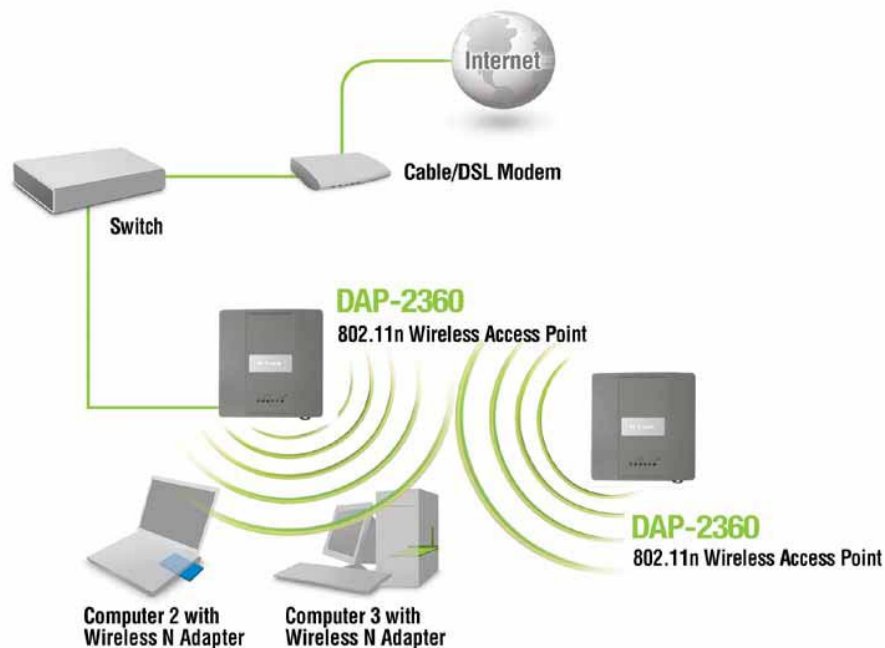 Internet
Cable/DSL Modem
Switch
DAP-2360
802.11n Wireless Access Point
DAP-2360
802.11n Wireless Access Point
Computer 2 with
Wireless N Adapter
Computer 3 with
Wireless N Adapter